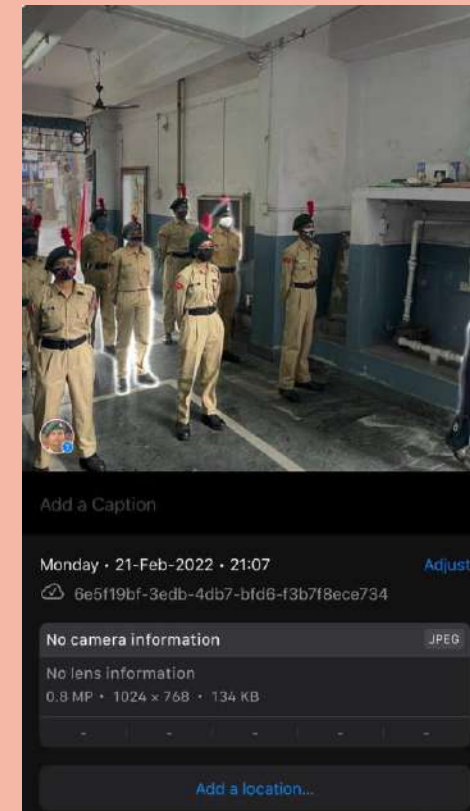 Add a Caption
Monday • 21-Feb-2022 • 21:07
Adjust
6e5f19bf-3edb-4db7-bfd6-f3b7f8ece734
No camera information
JPEG
No lens information
0.8 MP • 1024 × 768 • 134 KB
- - - - -
Add a location...